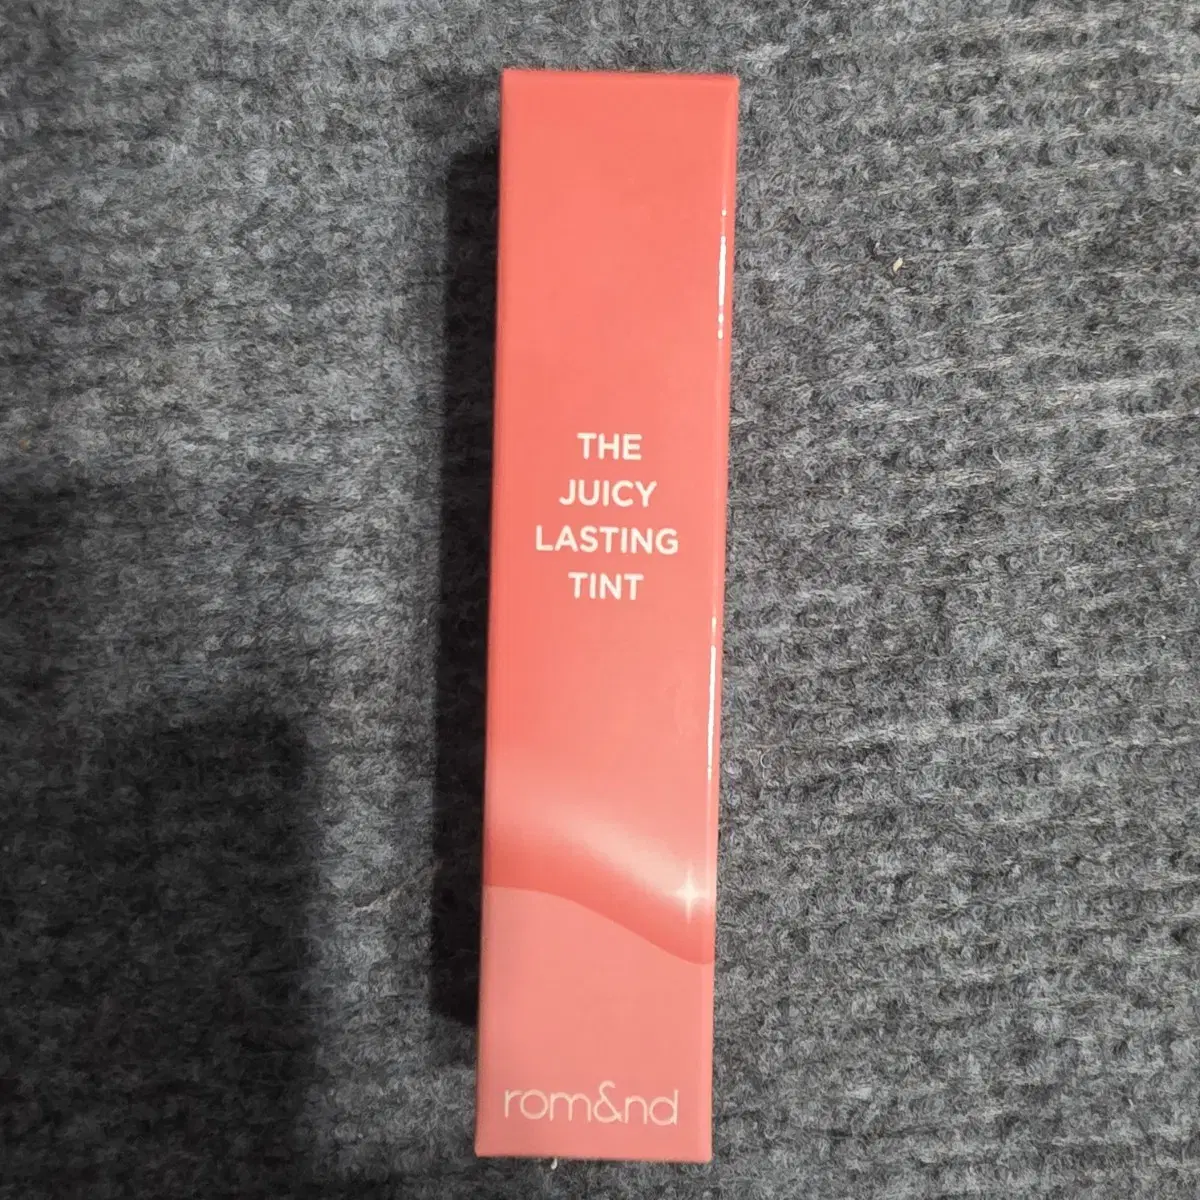 THE
JUICY
LASTING
TINT
rom&nd